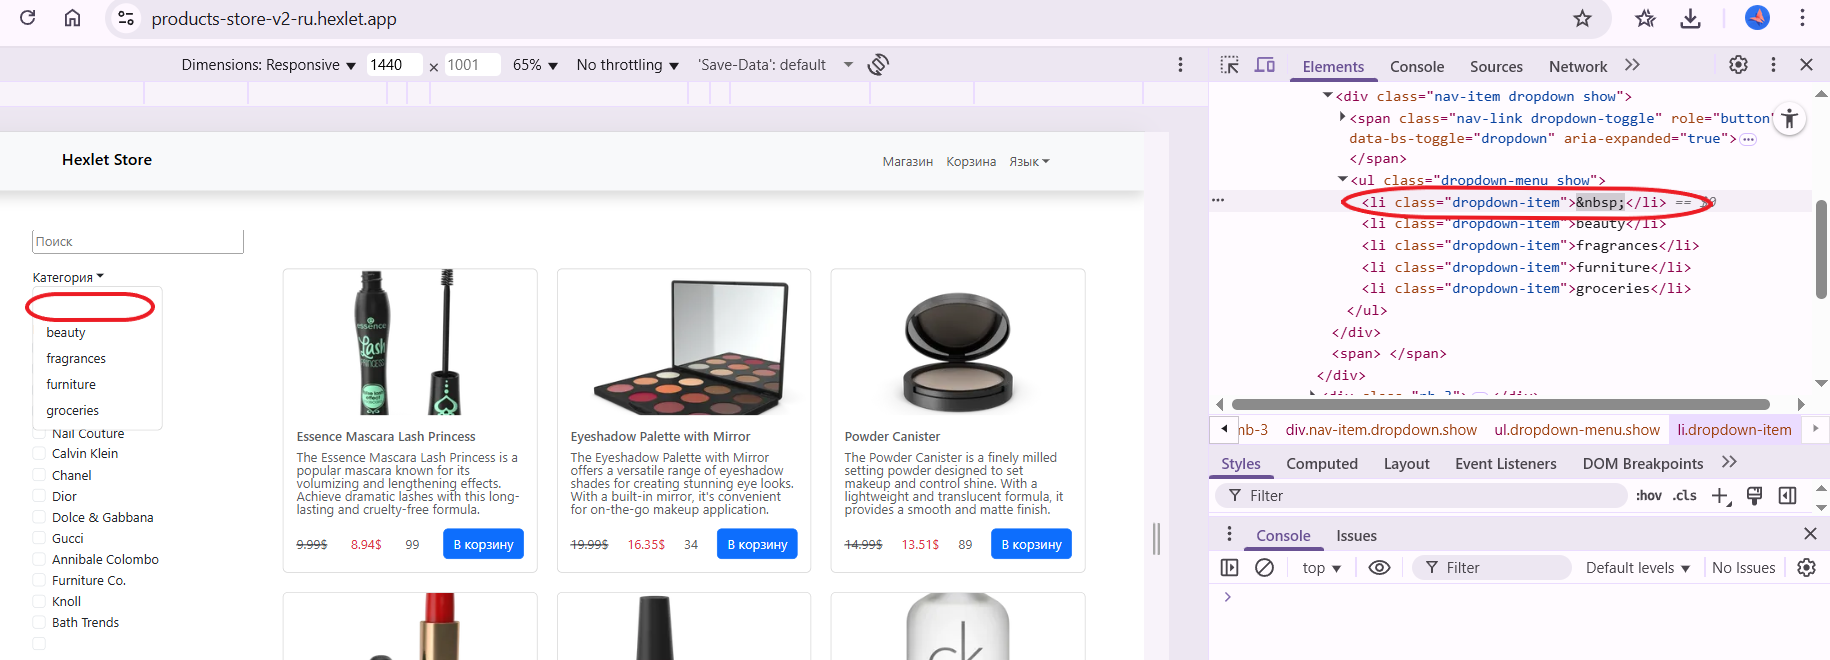 products-store-v2-ru.hexlet.app
Dimensions: Responsive 1440 × 1001 65% No throttling 'Save-Data': default
Hexlet Store
Магазин Корзина Язык
Поиск
Категория
beauty
fragrances
furniture
groceries
Nail Couture
Calvin Klein
Chanel
Dior
Dolce & Gabbana
Gucci
Annibale Colombo
Furniture Co.
Knoll
Bath Trends
essence
Lash
PRINCESS
Essence Mascara Lash Princess
The Essence Mascara Lash Princess is a
popular mascara known for its
volumizing and lengthening effects.
Achieve dramatic lashes with this long-
lasting and cruelty-free formula.
9.99$ 8.94$ 99 В корзину
Eyeshadow Palette with Mirror
The Eyeshadow Palette with Mirror
offers a versatile range of eyeshadow
shades for creating stunning eye looks.
With a built-in mirror, it's convenient
for on-the-go makeup application.
19.99$ 16.35$ 34 В корзину
Powder Canister
The Powder Canister is a finely milled
setting powder designed to set
makeup and control shine. With a
lightweight and translucent formula, it
provides a smooth and matte finish.
14.99$ 13.51$ 89 В корзину
ck
Elements Console Sources Network
<div class="nav-item dropdown show">
<span class="nav-link dropdown-toggle" role="button"
data-bs-toggle="dropdown" aria-expanded="true">
</span>
<ul class="dropdown-menu show">
<li class="dropdown-item">&nbsp;</li> ==
<li class="dropdown-item">beauty</li>
<li class="dropdown-item">fragrances</li>
<li class="dropdown-item">furniture</li>
<li class="dropdown-item">groceries</li>
</ul>
</div>
<span> </span>
</div>
mb-3 div.nav-item.dropdown.show ul.dropdown-menu.show li.dropdown-item
Styles Computed Layout Event Listeners DOM Breakpoints
Filter :hov .cls
Console Issues
top Filter Default levels No Issues